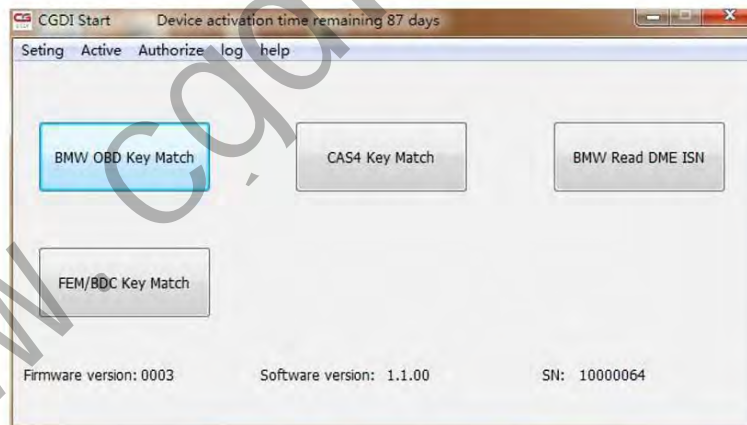 CG CGDI Start Device activation time remaining 87 days
Seting Active Authorize log help
BMW OBD Key Match CAS4 Key Match BMW Read DME ISN
FEM/BDC Key Match
Firmware version: 0003 Software version: 1.1.00 SN: 10000064